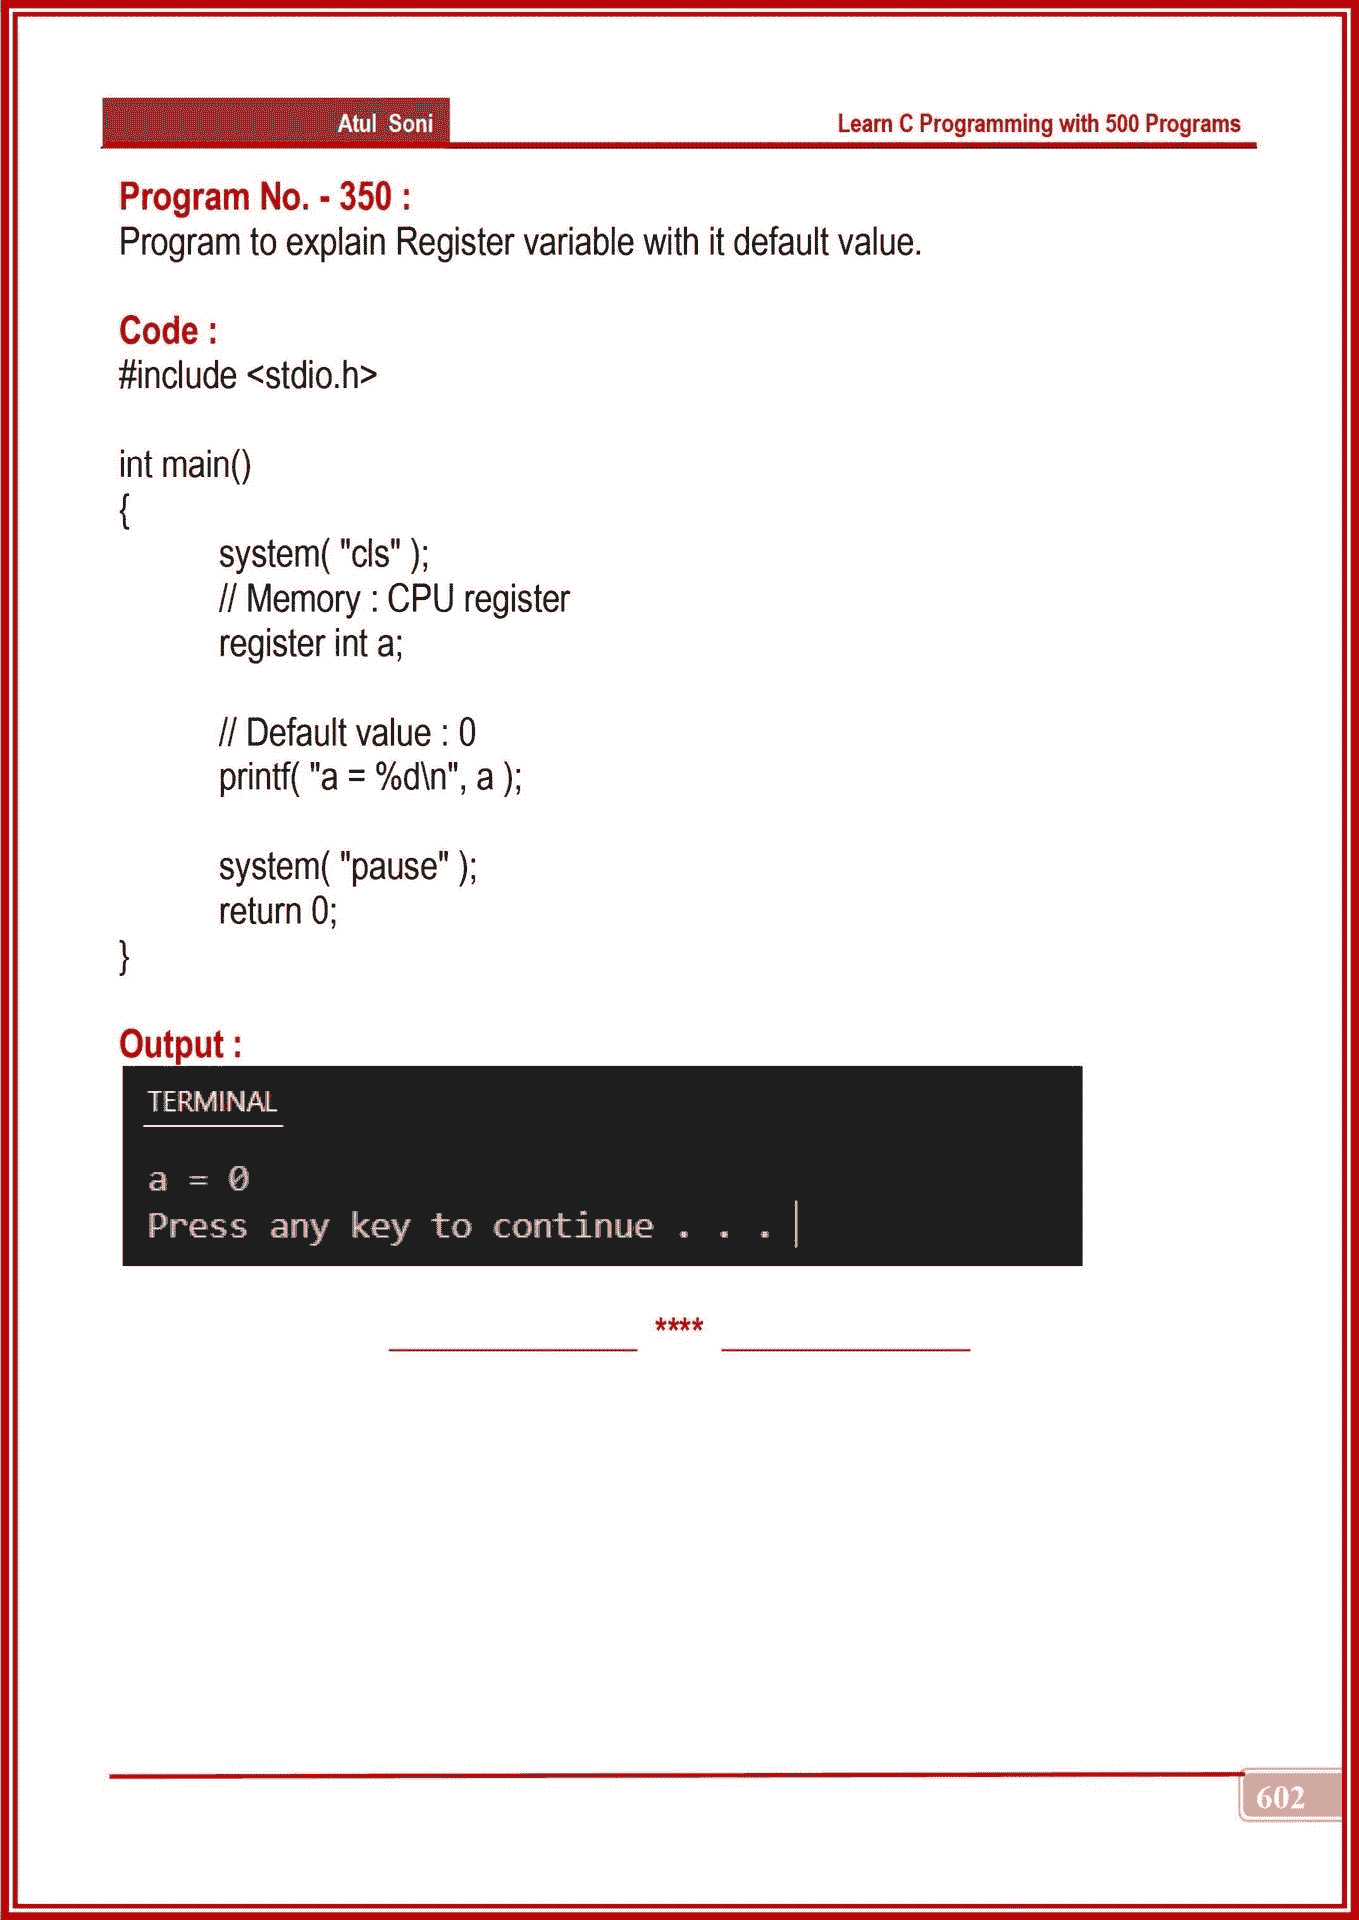 Atul Soni
Learn C Programming with 500 Programs
Program No. - 350 :
Program to explain Register variable with it default value.
Code :
#include <stdio.h>
int main()
{
system( "cls" );
// Memory : CPU register
register int a;
// Default value : 0
printf( "a = %d\n", a );
system( "pause" );
return 0;
}
Output :
TERMINAL
a = 0
Press any key to continue . . .
****
602